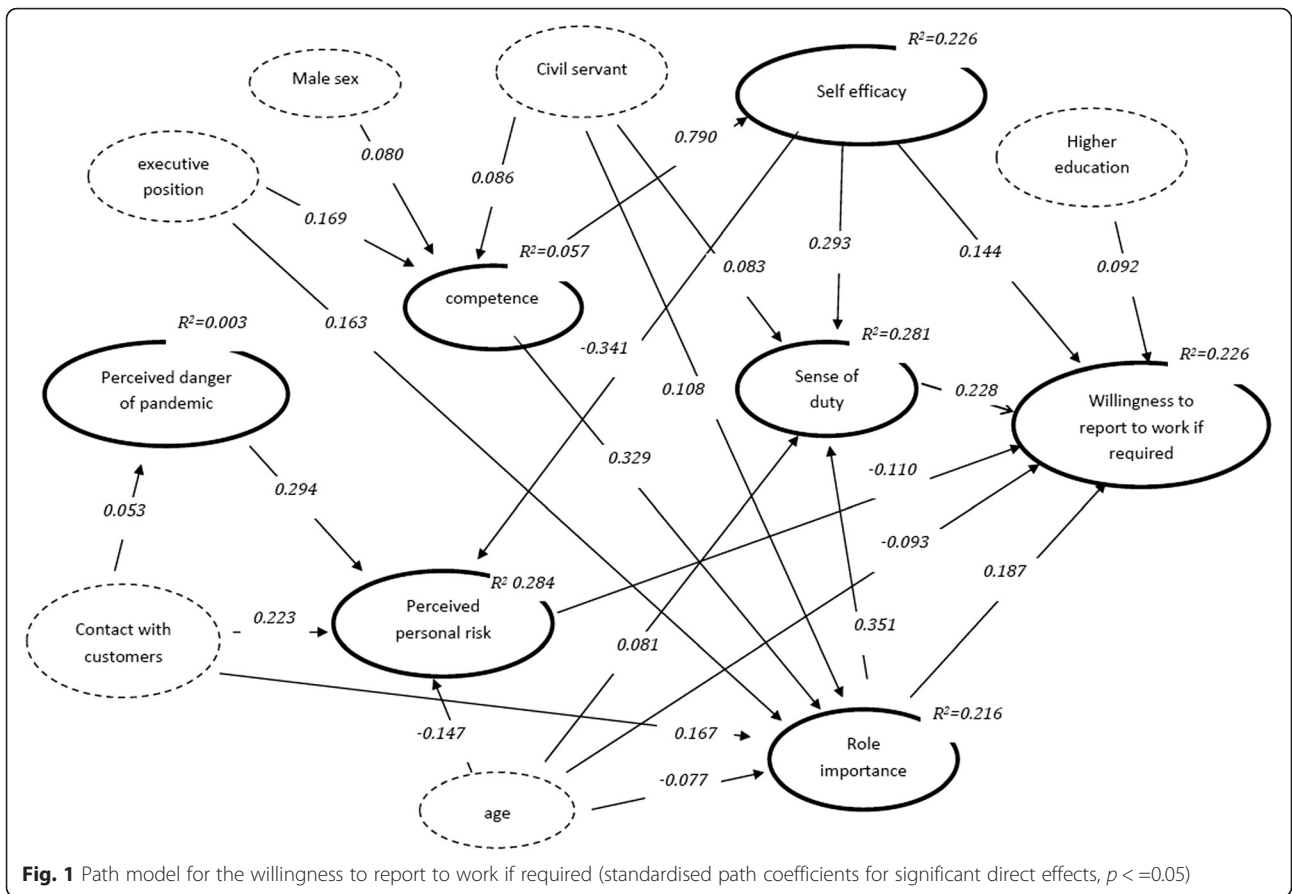 R²=0.226
Male sex
Civil servant
Self efficacy
Higher
education
executive
position
0.080
0.790
0.086
0.169
0.293
0.144
0.092
R²=0.057
0.083
competence
R²=0.003
0.163
-0.341
R²=0.281
R²=0.226
Perceived danger
of pandemic
Sense of
duty
0.228
Willingness to
report to work if
required
0.108
0.329
-0.110
0.294
0.053
-0.093
R² 0.284
0.187
Contact with
customers
0.223
Perceived
personal risk
0.081
0.351
R²=0.216
-0.147
0.167
Role
importance
-0.077
age
Fig. 1 Path model for the willingness to report to work if required (standardised path coefficients for significant direct effects, p < =0.05)